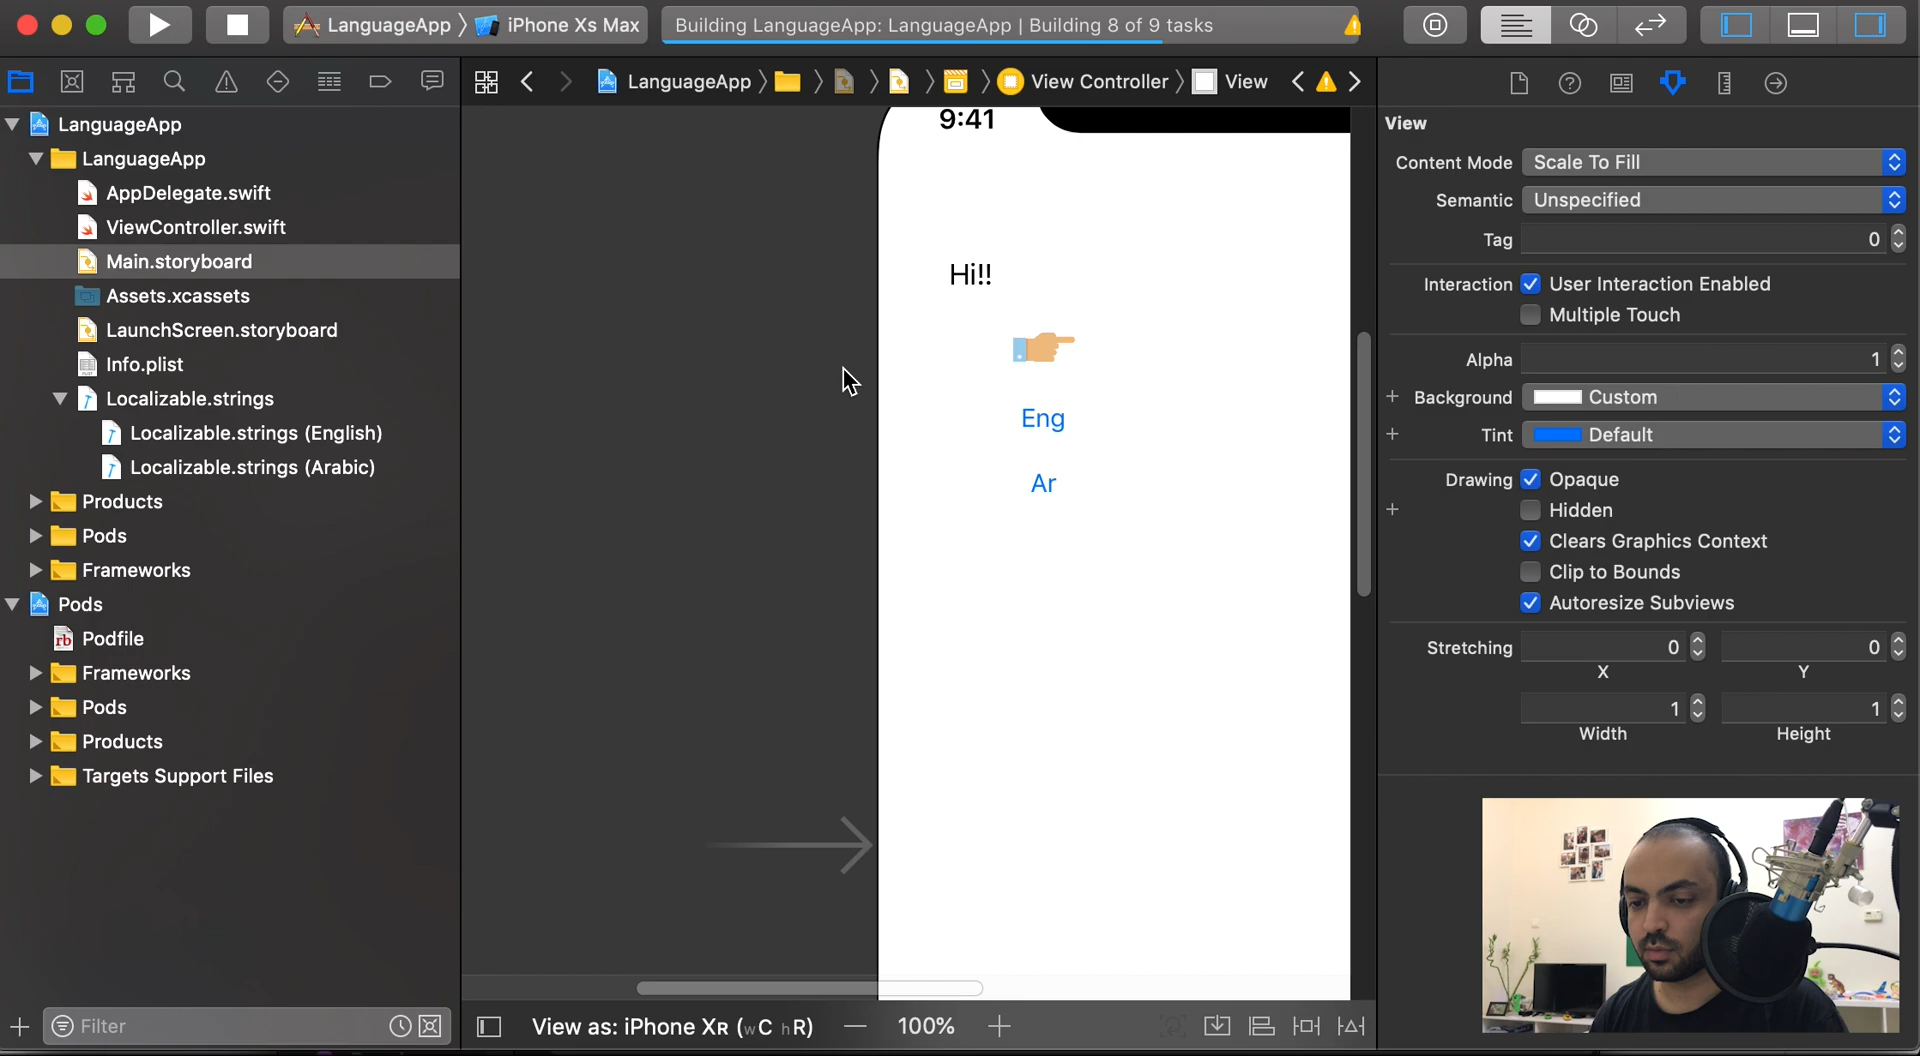 LanguageApp
iPhone Xs Max
Building LanguageApp: LanguageApp | Building 8 of 9 tasks
LanguageApp
View Controller
View
LanguageApp
LanguageApp
AppDelegate.swift
ViewController.swift
Main.storyboard
Assets.xcassets
LaunchScreen.storyboard
Info.plist
Localizable.strings
Localizable.strings (English)
Localizable.strings (Arabic)
Products
Pods
Frameworks
Pods
rb Podfile
Frameworks
Pods
Products
Targets Support Files
Filter
9:41
Hi!!
Eng
Ar
View as: iPhone XR (wC hR)
100%
View
Content Mode Scale To Fill
Semantic Unspecified
Tag 0
Interaction User Interaction Enabled
Multiple Touch
Alpha 1
Background Custom
Tint Default
Drawing Opaque
Hidden
Clears Graphics Context
Clip to Bounds
Autoresize Subviews
Stretching 0 0
X Y
1 1
Width Height